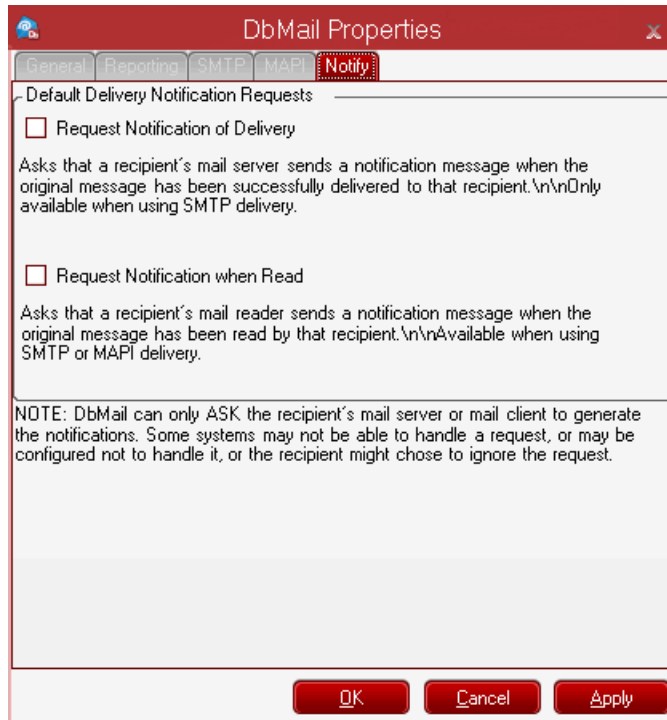 DbMail Properties
General Reporting SMTP MAPI Notify
Default Delivery Notification Requests
Request Notification of Delivery
Asks that a recipient's mail server sends a notification message when the
original message has been successfully delivered to that recipient.\n\nOnly
available when using SMTP delivery.
Request Notification when Read
Asks that a recipient's mail reader sends a notification message when the
original message has been read by that recipient.\n\nAvailable when using
SMTP or MAPI delivery.
NOTE: DbMail can only ASK the recipient's mail server or mail client to generate
the notifications. Some systems may not be able to handle a request, or may be
configured not to handle it, or the recipient might chose to ignore the request.
OK Cancel Apply